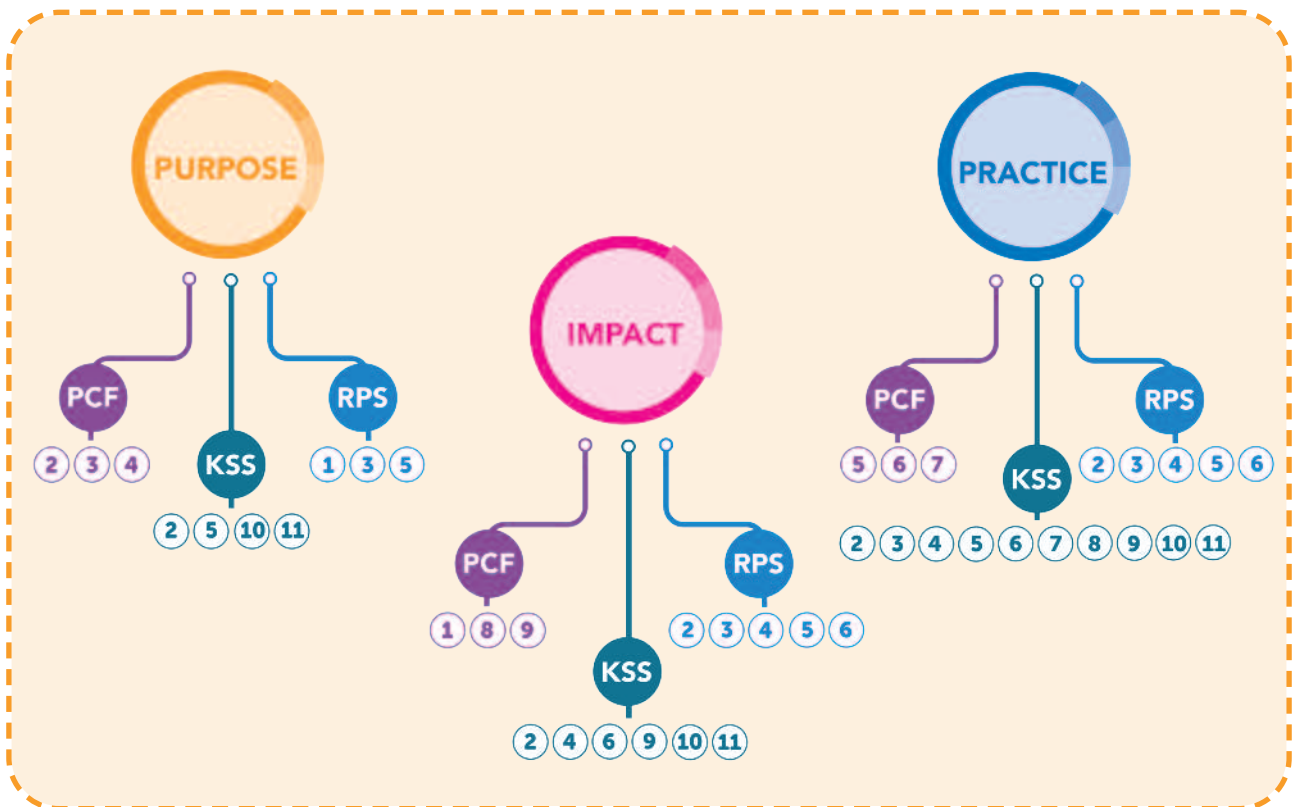 PURPOSE
PCF
2 3 4
KSS
2 5 10 11
RPS
1 3 5
IMPACT
PCF
1 8 9
KSS
2 4 6 9 10 11
RPS
2 3 4 5 6
PRACTICE
PCF
5 6 7
KSS
2 3 4 5 6 7 8 9 10 11
RPS
2 3 4 5 6